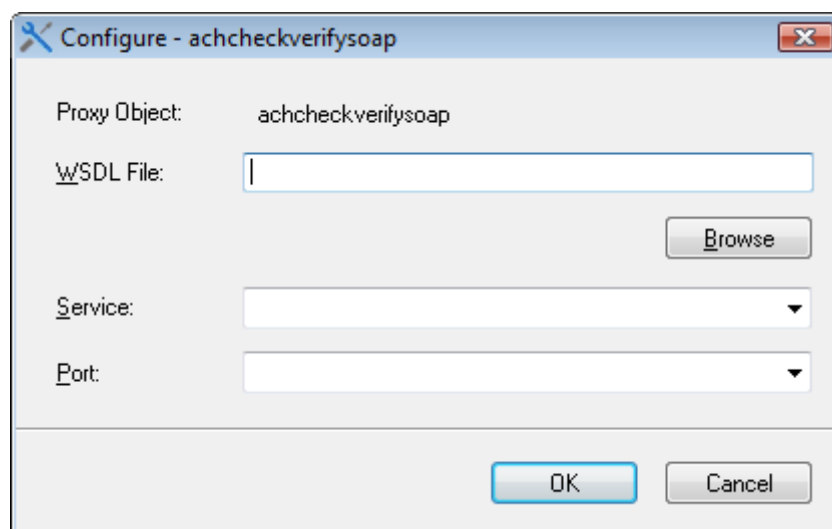 Configure - achcheckverifysoap
Proxy Object: achcheckverifysoap
WSDL File:
Browse
Service:
Port:
OK Cancel